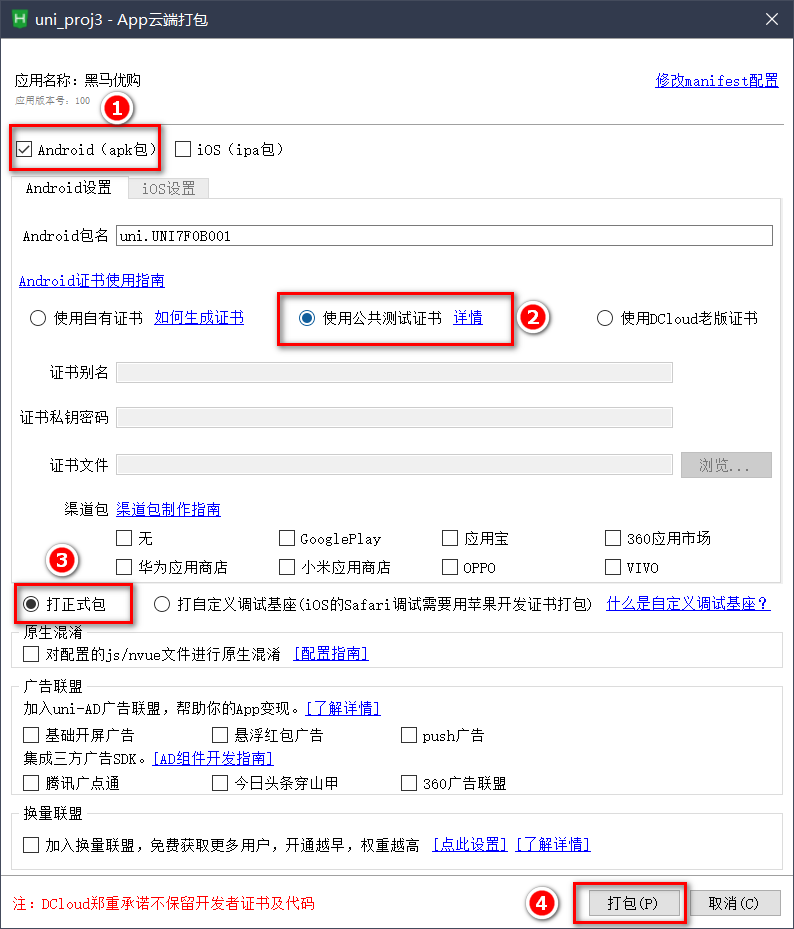 uni_proj3 - App云端打包
应用名称: 黑马优购
修改manifest配置
应用版本号: 100
1
Android（apk包） iOS（ipa包）
Android设置 iOS设置
Android包名 uni.UNI7F0B001
Android证书使用指南
使用自有证书 如何生成证书 使用公共测试证书 详情 2 使用DCloud老版证书
证书别名
证书私钥密码
证书文件 浏览...
渠道包 渠道包制作指南
无 GooglePlay 应用宝 360应用市场
华为应用商店 小米应用商店 OPPO VIVO
3
打正式包 打自定义调试基座(iOS的Safari调试需要用苹果开发证书打包) 什么是自定义调试基座？
原生混淆
对配置的js/nvue文件进行原生混淆 [配置指南]
广告联盟
加入uni-AD广告联盟，帮助你的App变现。[了解详情]
基础开屏广告 悬浮红包广告 push广告
集成三方广告SDK。[AD组件开发指南]
腾讯广点通 今日头条穿山甲 360广告联盟
换量联盟
加入换量联盟，免费获取更多用户，开通越早，权重越高 [点此设置] [了解详情]
注：DCloud郑重承诺不保留开发者证书及代码 4 打包(P) 取消(C)